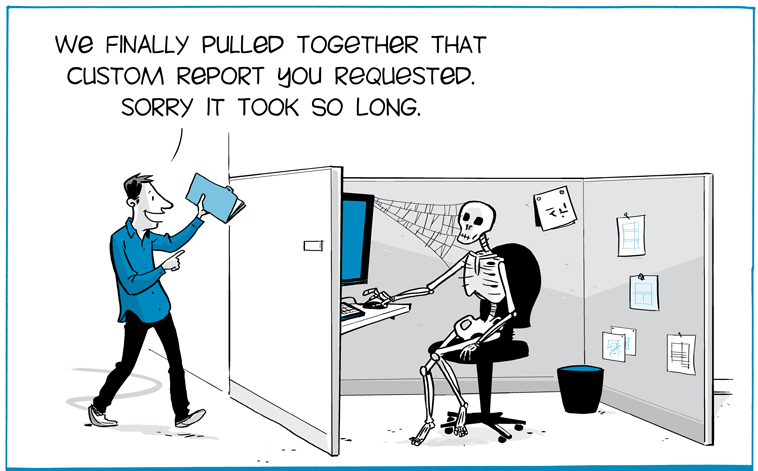 WE FINALLY PULLED TOGETHER THAT
CUSTOM REPORT YOU REQUESTED.
SORRY IT TOOK SO LONG.